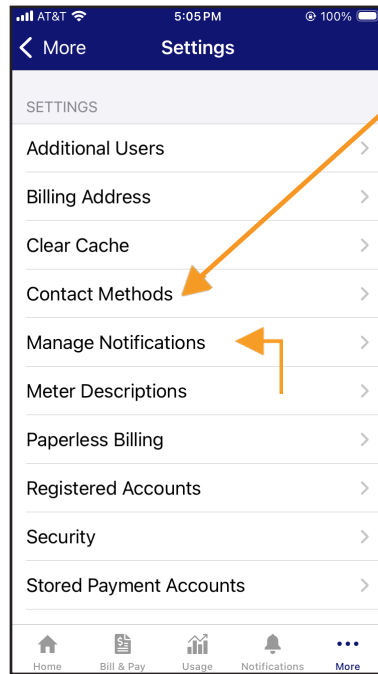 AT&T 5:05 PM 100%
More Settings
SETTINGS
Additional Users
Billing Address
Clear Cache
Contact Methods
Manage Notifications
Meter Descriptions
Paperless Billing
Registered Accounts
Security
Stored Payment Accounts
Home Bill & Pay Usage Notifications More